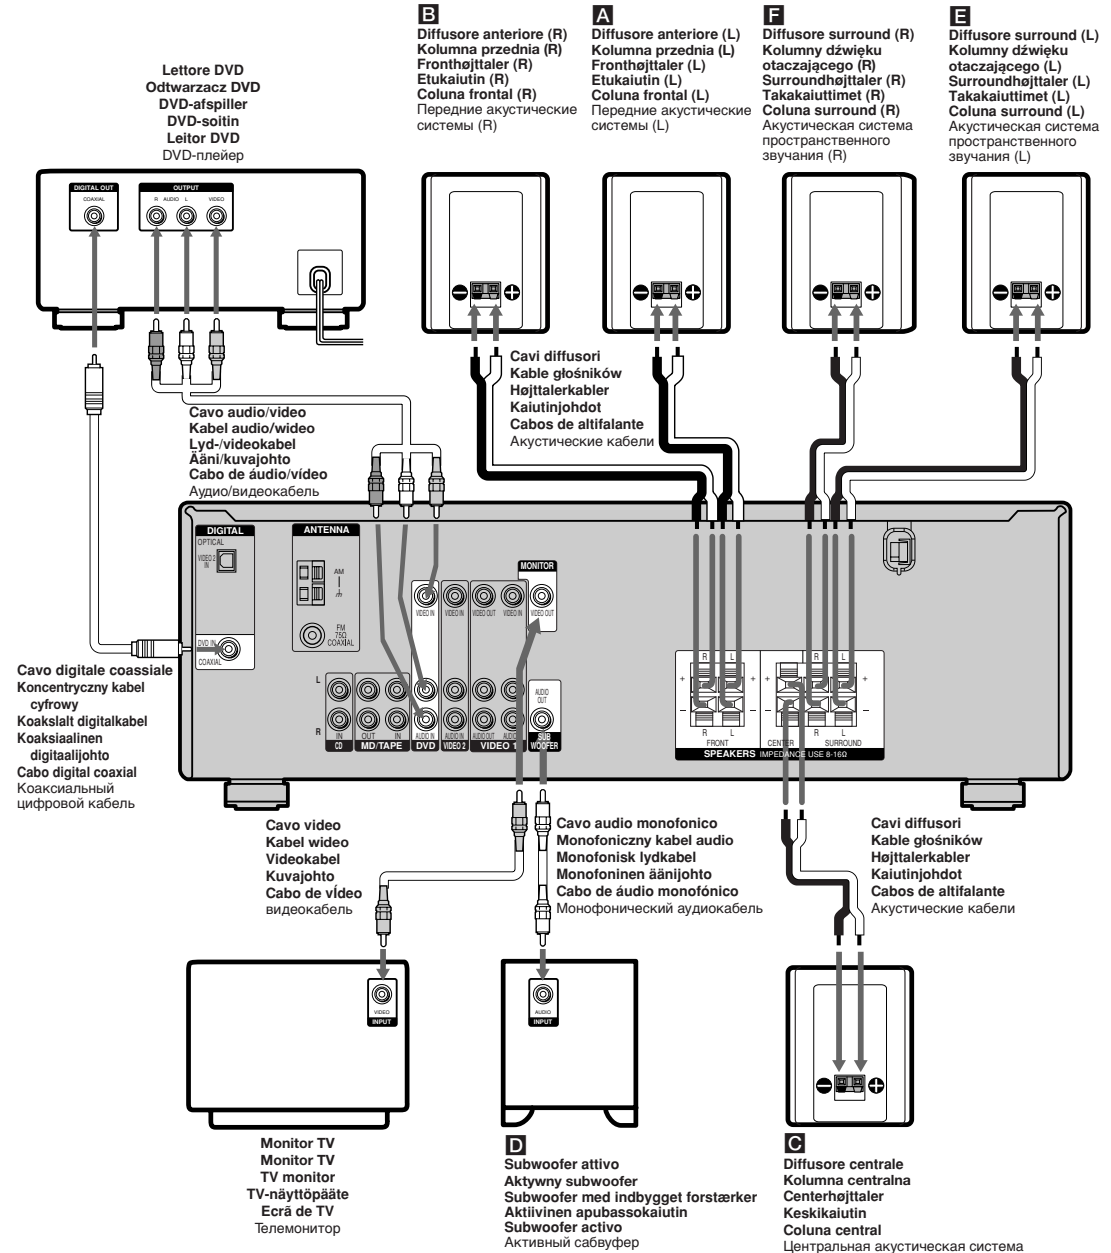 B
Diffusore anteriore (R)
Kolumna przednia (R)
Fronthøjttaler (R)
Etukaiutin (R)
Coluna frontal (R)
Передние акустические
системы (R)
A
Diffusore anteriore (L)
Kolumna przednia (L)
Fronthøjttaler (L)
Etukaiutin (L)
Coluna frontal (L)
Передние акустические
системы (L)
F
Diffusore surround (R)
Kolumny dźwięku
otaczającego (R)
Surroundhøjttaler (R)
Takakaiuttimet (R)
Coluna surround (R)
Акустическая система
пространственного
звучания (R)
E
Diffusore surround (L)
Kolumny dźwięku
otaczającego (L)
Surroundhøjttaler (L)
Takakaiuttimet (L)
Coluna surround (L)
Акустическая система
пространственного
звучания (L)
Lettore DVD
Odtwarzacz DVD
DVD-afspiller
DVD-soitin
Leitor DVD
DVD-плейер
DIGITAL OUT
COAXIAL
OUTPUT
R AUDIO L VIDEO
Cavi diffusori
Kable głośników
Højttalerkabler
Kaiutinjohdot
Cabos de altifalante
Акустические кабели
Cavo audio/video
Kabel audio/wideo
Lyd-/videokabel
Ääni/kuvajohto
Cabo de áudio/vídeo
Аудио/видеокабель
DIGITAL
OPTICAL
VIDEO 2
IN
DVD IN
COAXIAL
ANTENNA
AM
FM
75Ω
COAXIAL
MONITOR
VIDEO IN VIDEO IN VIDEO OUT VIDEO IN VIDEO OUT
L
R
AUDIO
OUT
IN OUT IN AUDIO IN AUDIO IN AUDIO OUT AUDIO IN
CD MD/TAPE DVD VIDEO 2 VIDEO 1
SUB
WOOFER
R L R L
+ + +
− − −
R L R L
FRONT CENTER SURROUND
SPEAKERS IMPEDANCE USE 8-16Ω
Cavo digitale coassiale
Koncentryczny kabel
cyfrowy
Koakslalt digitalkabel
Koaksiaalinen
digitaalijohto
Cabo digital coaxial
Коаксиальный
цифровой кабель
Cavo video
Kabel wideo
Videokabel
Kuvajohto
Cabo de vÍdeo
видеокабель
Cavo audio monofonico
Monofoniczny kabel audio
Monofonisk lydkabel
Monofoninen äänijohto
Cabo de áudio monofónico
Монофонический аудиокабель
Cavi diffusori
Kable głośników
Højttalerkabler
Kaiutinjohdot
Cabos de altifalante
Акустические кабели
VIDEO
INPUT
AUDIO
INPUT
Monitor TV
Monitor TV
TV monitor
TV-näyttöpääte
Ecrã de TV
Телемонитор
D
Subwoofer attivo
Aktywny subwoofer
Subwoofer med indbygget forstærker
Aktiivinen apubassokaiutin
Subwoofer activo
Активный сабвуфер
C
Diffusore centrale
Kolumna centralna
Centerhøjttaler
Keskikaiutin
Coluna central
Центральная акустическая система